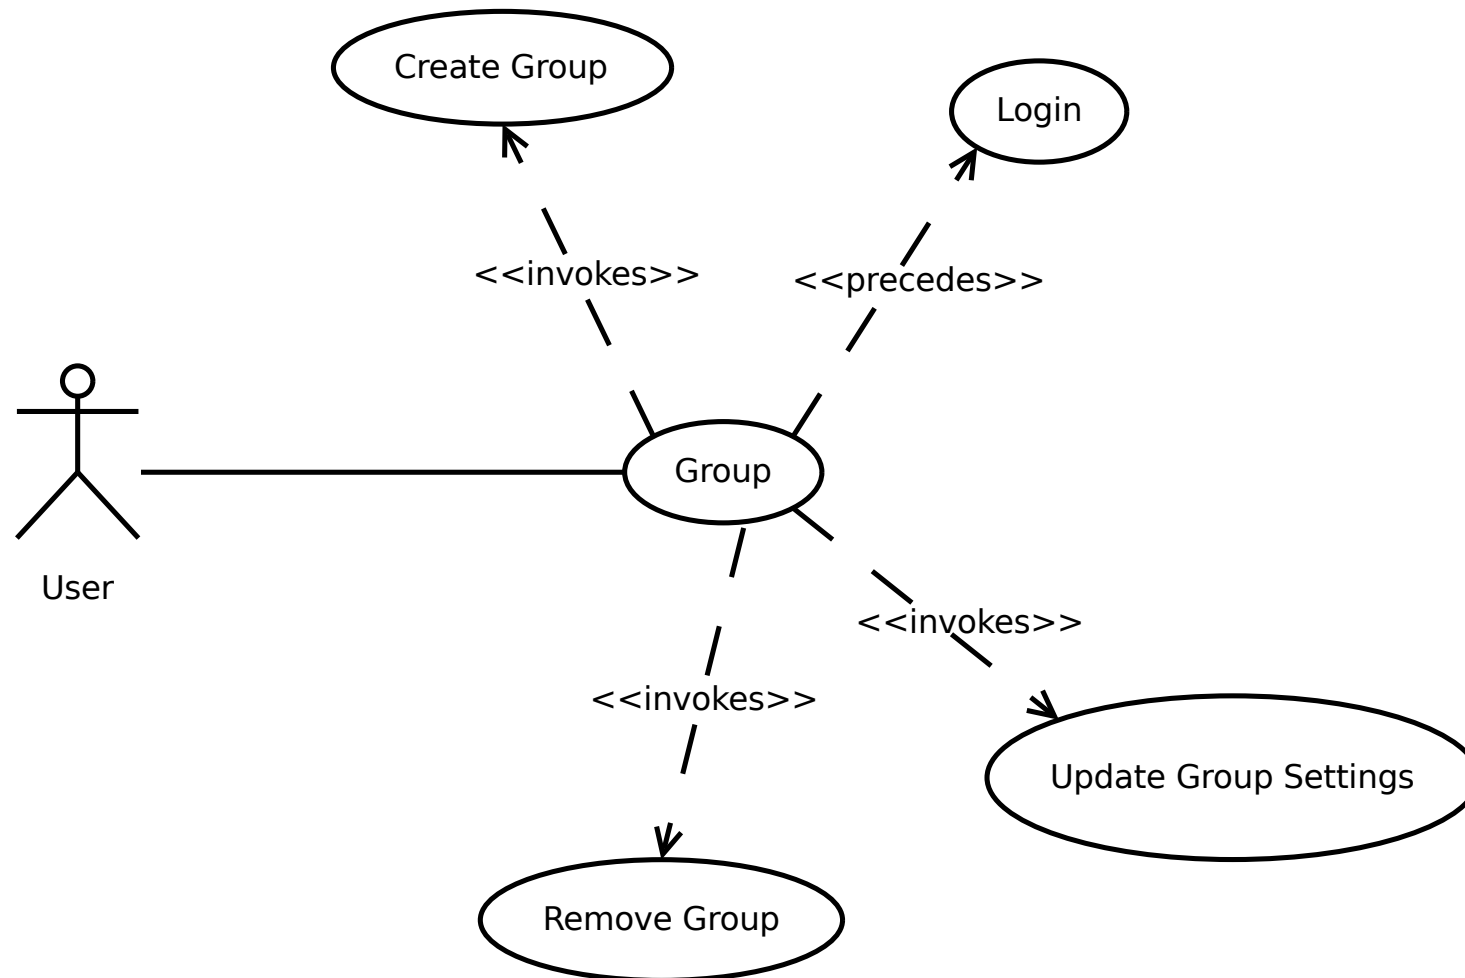 Create Group
Login
<<invokes>>
<<precedes>>
Group
User
<<invokes>>
<<invokes>>
Update Group Settings
Remove Group